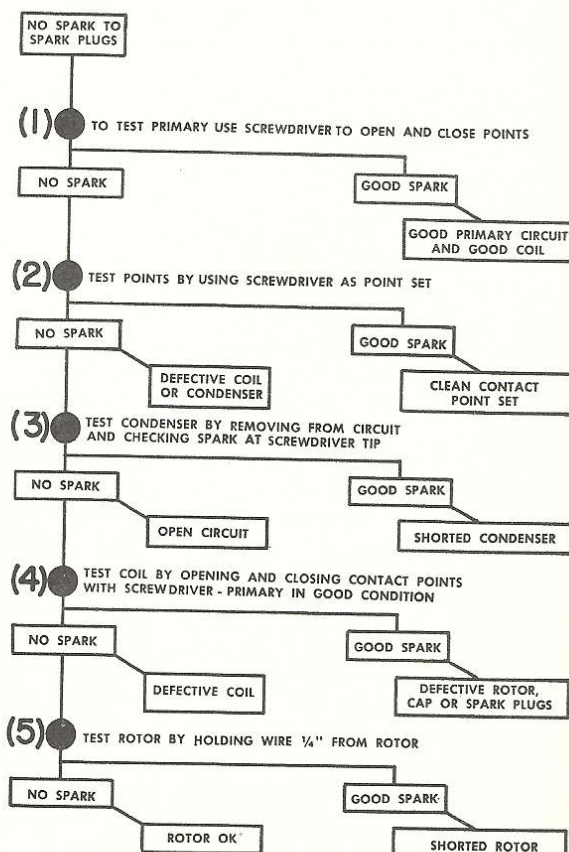 NO SPARK TO
SPARK PLUGS
(1) TO TEST PRIMARY USE SCREWDRIVER TO OPEN AND CLOSE POINTS
NO SPARK
GOOD SPARK
GOOD PRIMARY CIRCUIT
AND GOOD COIL
(2) TEST POINTS BY USING SCREWDRIVER AS POINT SET
NO SPARK
GOOD SPARK
DEFECTIVE COIL
OR CONDENSER
CLEAN CONTACT
POINT SET
(3) TEST CONDENSER BY REMOVING FROM CIRCUIT
AND CHECKING SPARK AT SCREWDRIVER TIP
NO SPARK
GOOD SPARK
OPEN CIRCUIT
SHORTED CONDENSER
(4) TEST COIL BY OPENING AND CLOSING CONTACT POINTS
WITH SCREWDRIVER - PRIMARY IN GOOD CONDITION
NO SPARK
GOOD SPARK
DEFECTIVE COIL
DEFECTIVE ROTOR,
CAP OR SPARK PLUGS
(5) TEST ROTOR BY HOLDING WIRE ¼" FROM ROTOR
NO SPARK
GOOD SPARK
ROTOR OK
SHORTED ROTOR